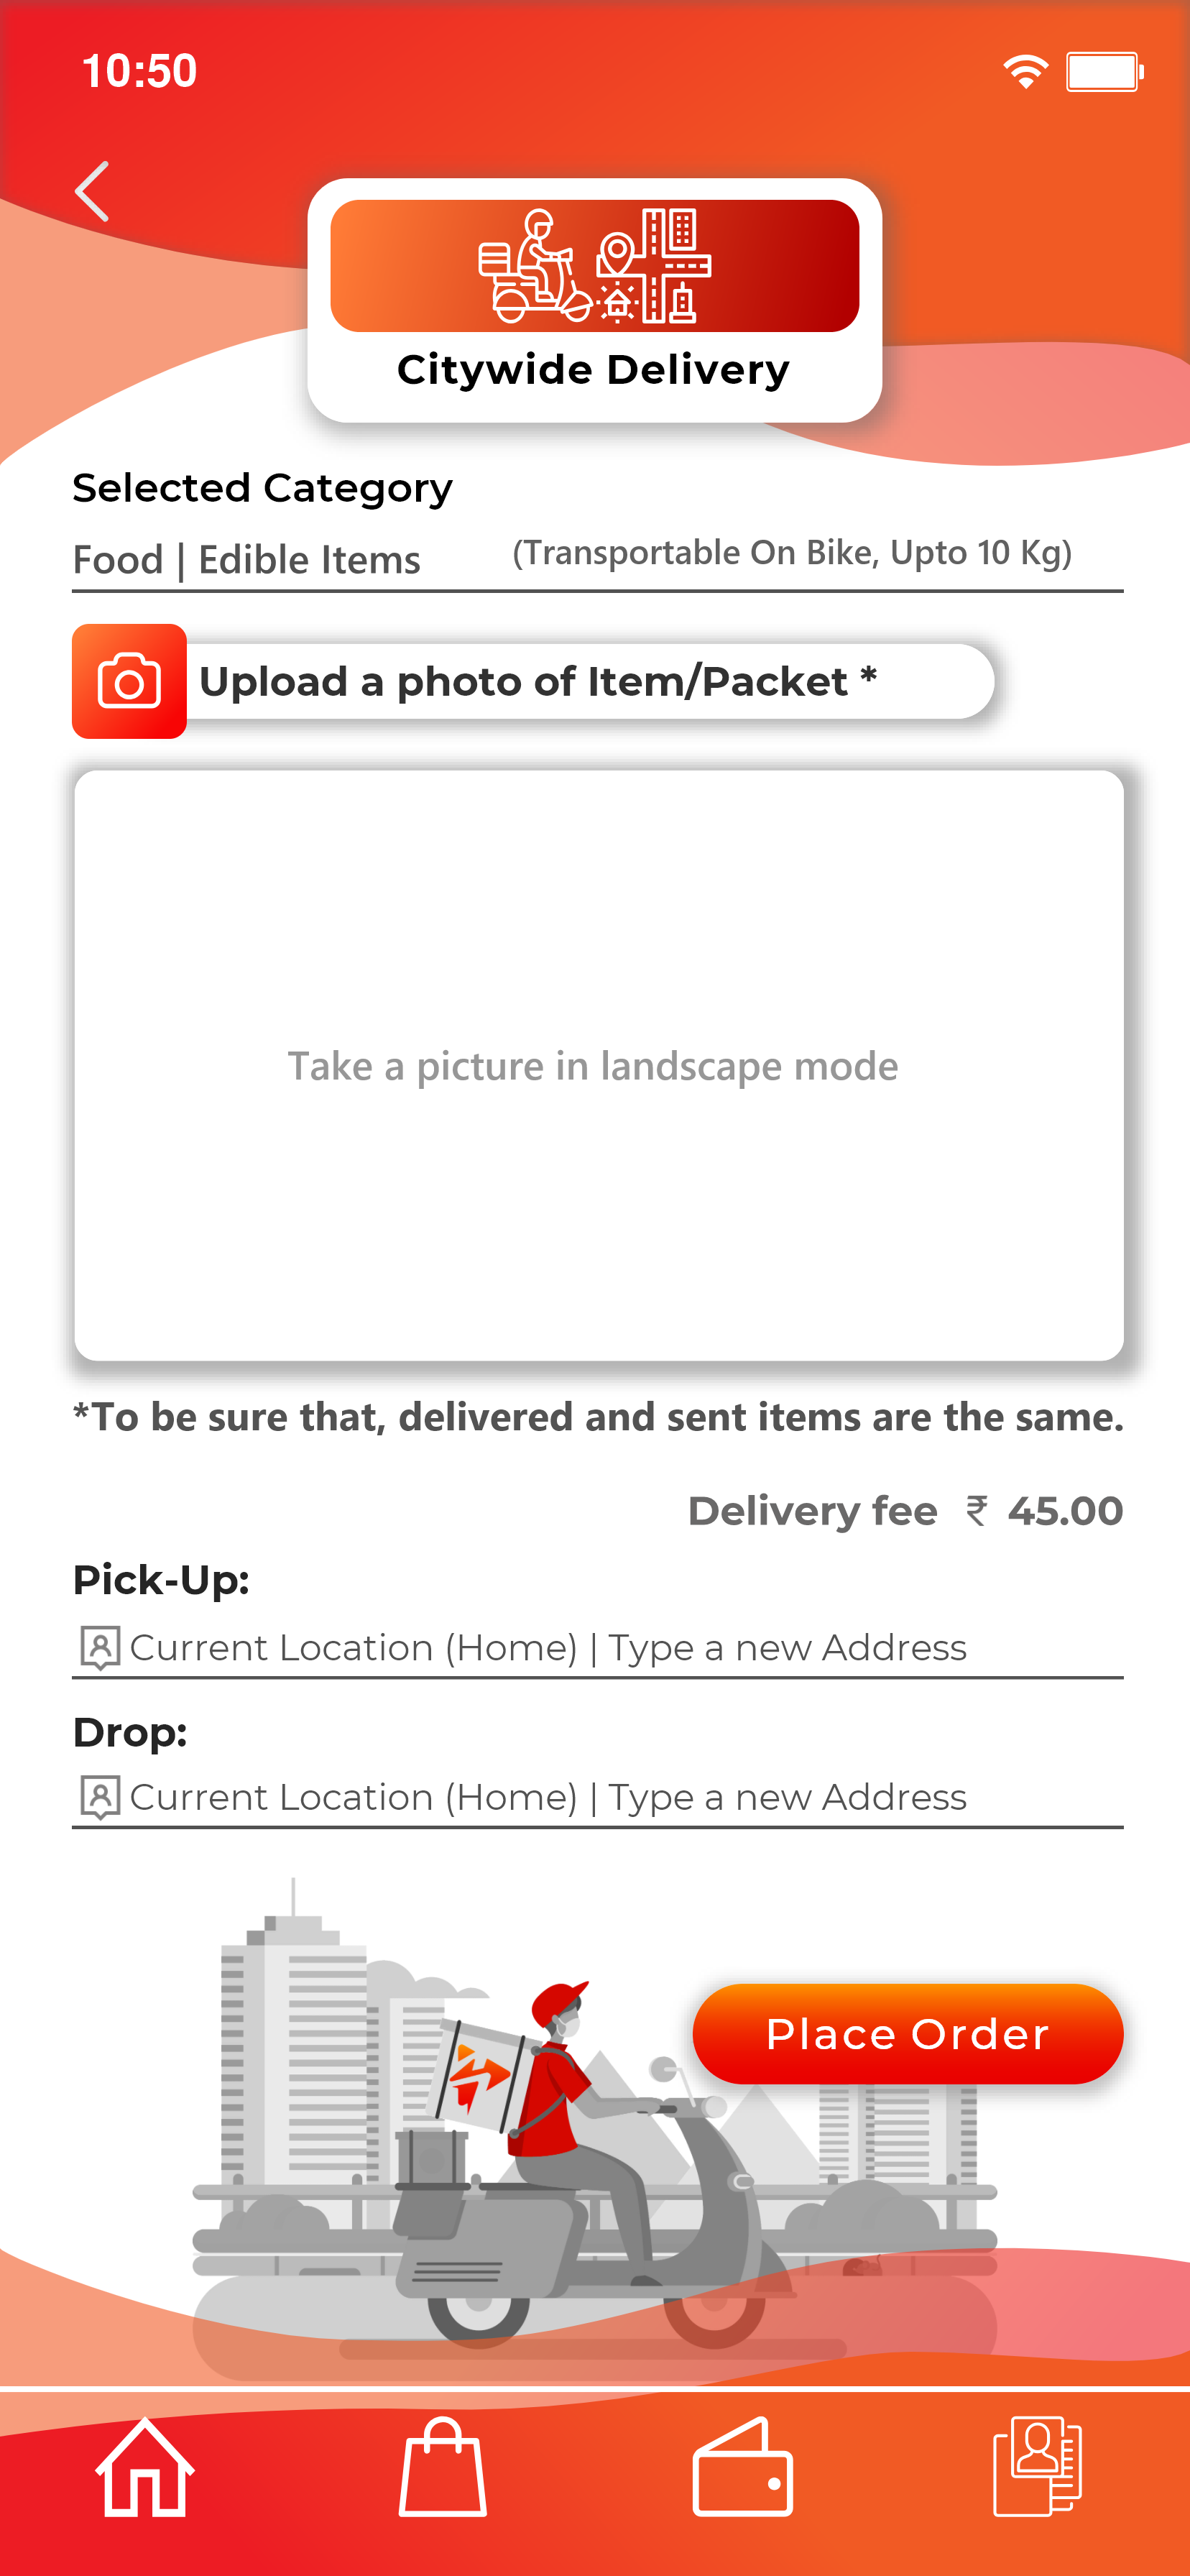 10:50
Citywide Delivery
Selected Category
Food | Edible Items (Transportable On Bike, Upto 10 Kg)
Upload a photo of Item/Packet *
Take a picture in landscape mode
*To be sure that, delivered and sent items are the same.
Delivery fee ₹ 45.00
Pick-Up:
Current Location (Home) | Type a new Address
Drop:
Current Location (Home) | Type a new Address
Place Order